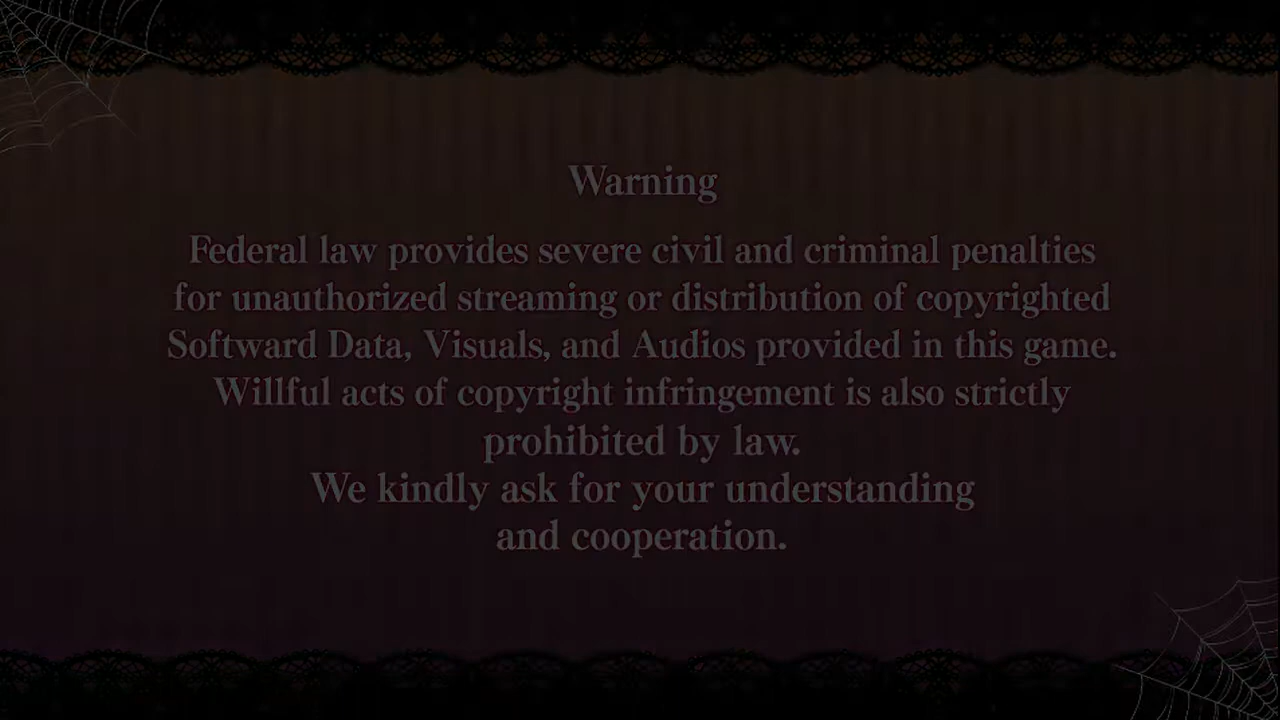 Warning
Federal law provides severe civil and criminal penalties
for unauthorized streaming or distribution of copyrighted
Softward Data, Visuals, and Audios provided in this game.
Willful acts of copyright infringement is also strictly
prohibited by law.
We kindly ask for your understanding
and cooperation.